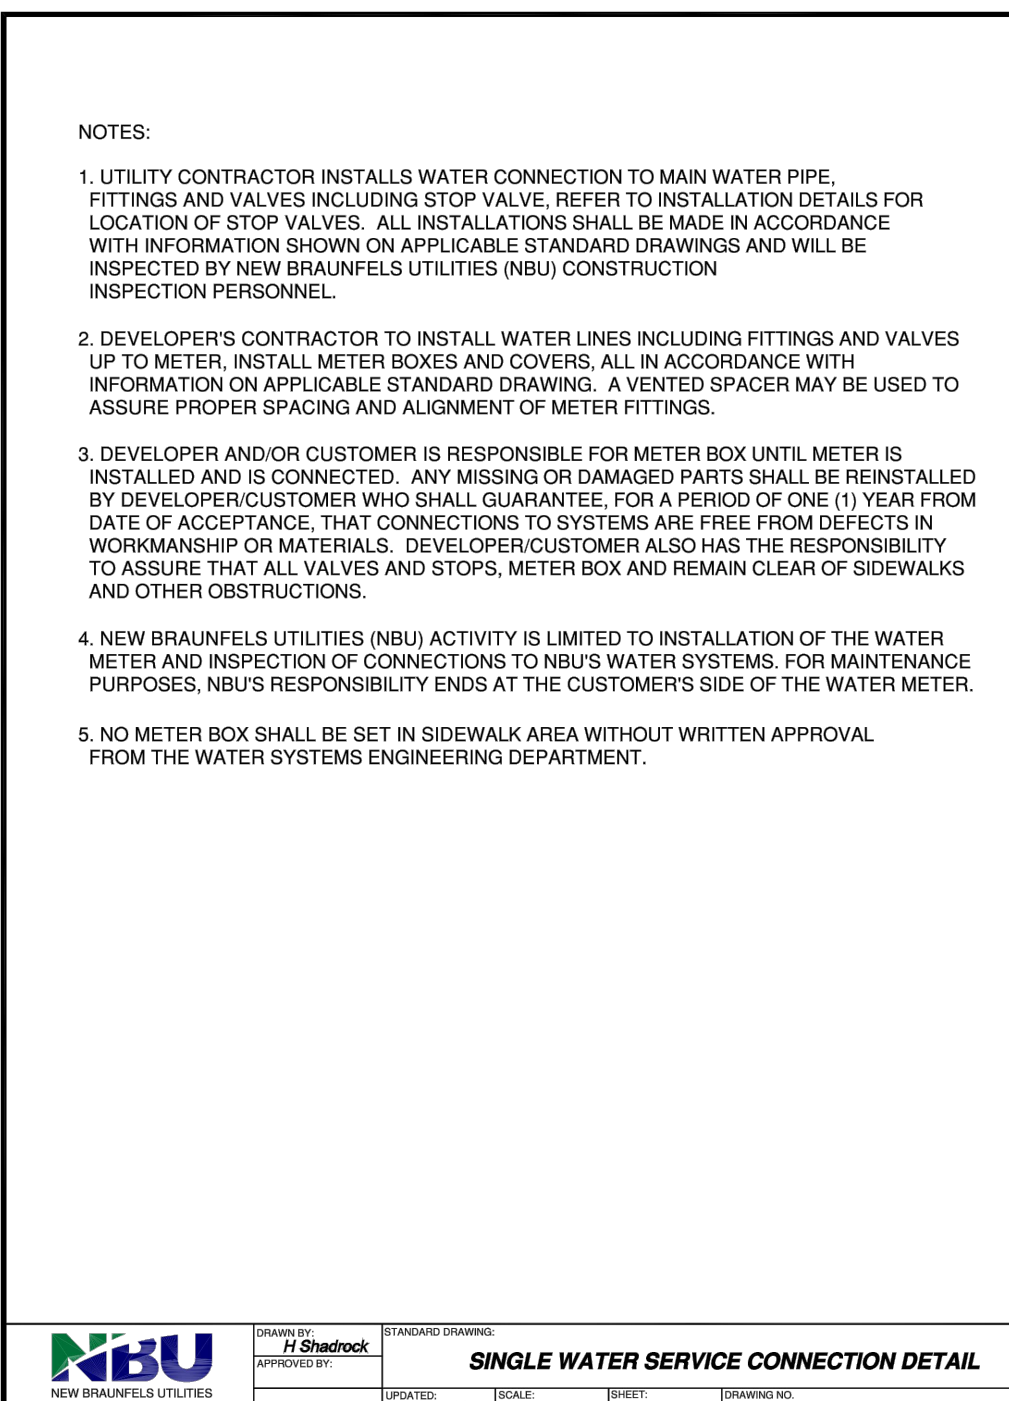 NOTES:
1. UTILITY CONTRACTOR INSTALLS WATER CONNECTION TO MAIN WATER PIPE,
FITTINGS AND VALVES INCLUDING STOP VALVE, REFER TO INSTALLATION DETAILS FOR
LOCATION OF STOP VALVES. ALL INSTALLATIONS SHALL BE MADE IN ACCORDANCE
WITH INFORMATION SHOWN ON APPLICABLE STANDARD DRAWINGS AND WILL BE
INSPECTED BY NEW BRAUNFELS UTILITIES (NBU) CONSTRUCTION
INSPECTION PERSONNEL.
2. DEVELOPER'S CONTRACTOR TO INSTALL WATER LINES INCLUDING FITTINGS AND VALVES
UP TO METER, INSTALL METER BOXES AND COVERS, ALL IN ACCORDANCE WITH
INFORMATION ON APPLICABLE STANDARD DRAWING. A VENTED SPACER MAY BE USED TO
ASSURE PROPER SPACING AND ALIGNMENT OF METER FITTINGS.
3. DEVELOPER AND/OR CUSTOMER IS RESPONSIBLE FOR METER BOX UNTIL METER IS
INSTALLED AND IS CONNECTED. ANY MISSING OR DAMAGED PARTS SHALL BE REINSTALLED
BY DEVELOPER/CUSTOMER WHO SHALL GUARANTEE, FOR A PERIOD OF ONE (1) YEAR FROM
DATE OF ACCEPTANCE, THAT CONNECTIONS TO SYSTEMS ARE FREE FROM DEFECTS IN
WORKMANSHIP OR MATERIALS. DEVELOPER/CUSTOMER ALSO HAS THE RESPONSIBILITY
TO ASSURE THAT ALL VALVES AND STOPS, METER BOX AND REMAIN CLEAR OF SIDEWALKS
AND OTHER OBSTRUCTIONS.
4. NEW BRAUNFELS UTILITIES (NBU) ACTIVITY IS LIMITED TO INSTALLATION OF THE WATER
METER AND INSPECTION OF CONNECTIONS TO NBU'S WATER SYSTEMS. FOR MAINTENANCE
PURPOSES, NBU'S RESPONSIBILITY ENDS AT THE CUSTOMER'S SIDE OF THE WATER METER.
5. NO METER BOX SHALL BE SET IN SIDEWALK AREA WITHOUT WRITTEN APPROVAL
FROM THE WATER SYSTEMS ENGINEERING DEPARTMENT.
NBU
NEW BRAUNFELS UTILITIES
DRAWN BY:
H Shadrock
APPROVED BY:
STANDARD DRAWING:
SINGLE WATER SERVICE CONNECTION DETAIL
UPDATED:
SCALE:
SHEET:
DRAWING NO.